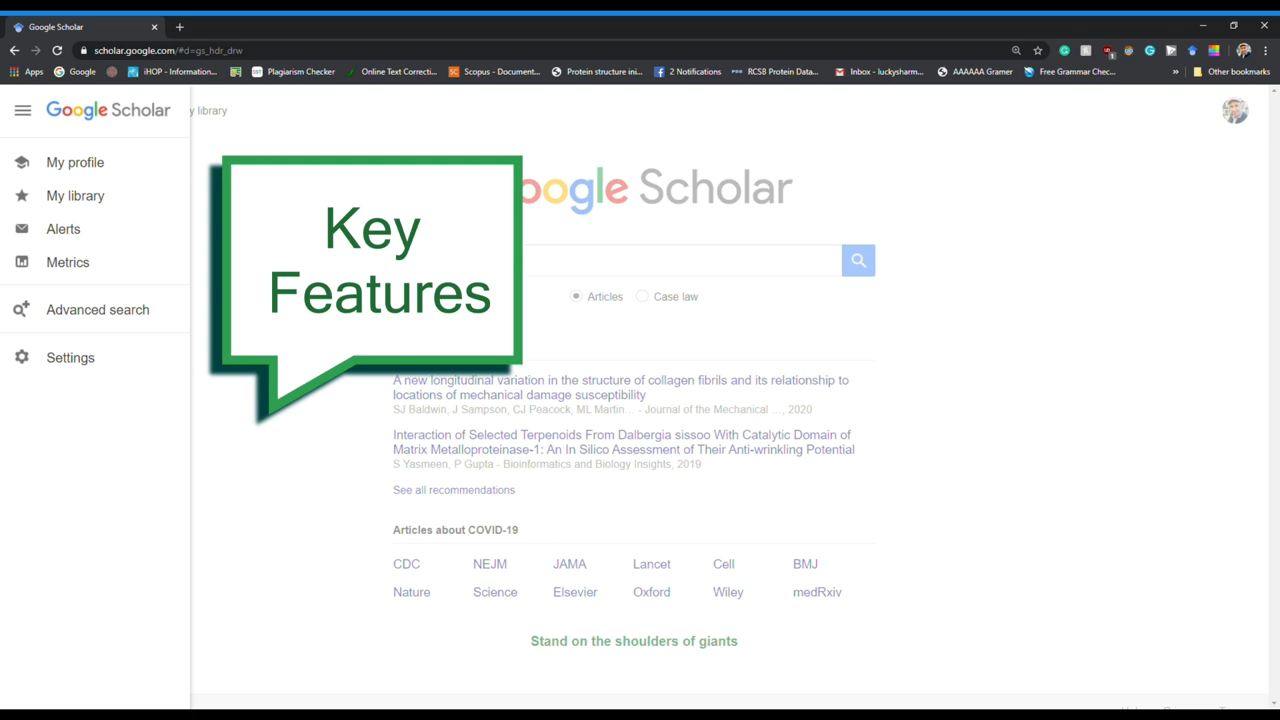 Google Scholar
scholar.google.com/#d=gs_hdr_drw
Apps
Google
iHOP - Information...
Plagiarism Checker
Online Text Correcti...
Scopus - Document...
Protein structure ini...
2 Notifications
RCSB Protein Data...
Inbox - luckysharm...
AAAAAA Gramer
Free Grammar Chec...
»
Other bookmarks
Google Scholar
y library
My profile
My library
Alerts
Metrics
Advanced search
Settings
Key
Features
oogle Scholar
Articles
Case law
A new longitudinal variation in the structure of collagen fibrils and its relationship to
locations of mechanical damage susceptibility
SJ Baldwin, J Sampson, CJ Peacock, ML Martin... - Journal of the Mechanical ..., 2020
Interaction of Selected Terpenoids From Dalbergia sissoo With Catalytic Domain of
Matrix Metalloproteinase-1: An In Silico Assessment of Their Anti-wrinkling Potential
S Yasmeen, P Gupta - Bioinformatics and Biology Insights, 2019
See all recommendations
Articles about COVID-19
CDC NEJM JAMA Lancet Cell BMJ
Nature Science Elsevier Oxford Wiley medRxiv
Stand on the shoulders of giants